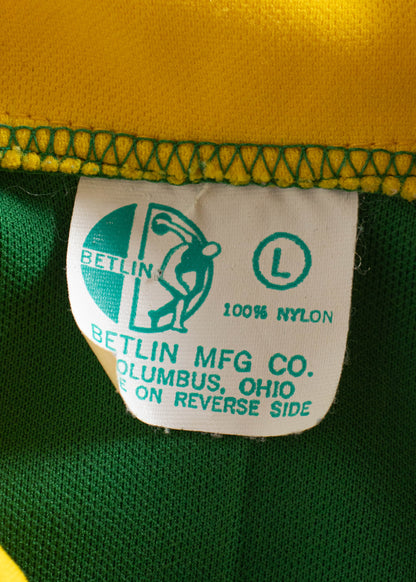 BETLIN
L
100% NYLON
BETLIN MFG CO.
OLUMBUS, OHIO
E ON REVERSE SIDE